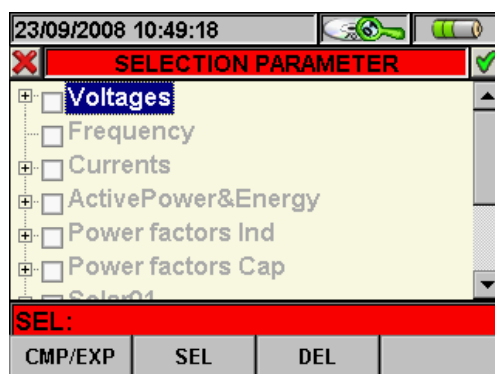 23/09/2008 10:49:18
SELECTION PARAMETER
Voltages
Frequency
Currents
ActivePower&Energy
Power factors Ind
Power factors Cap
Solar01
SEL:
CMP/EXP SEL DEL